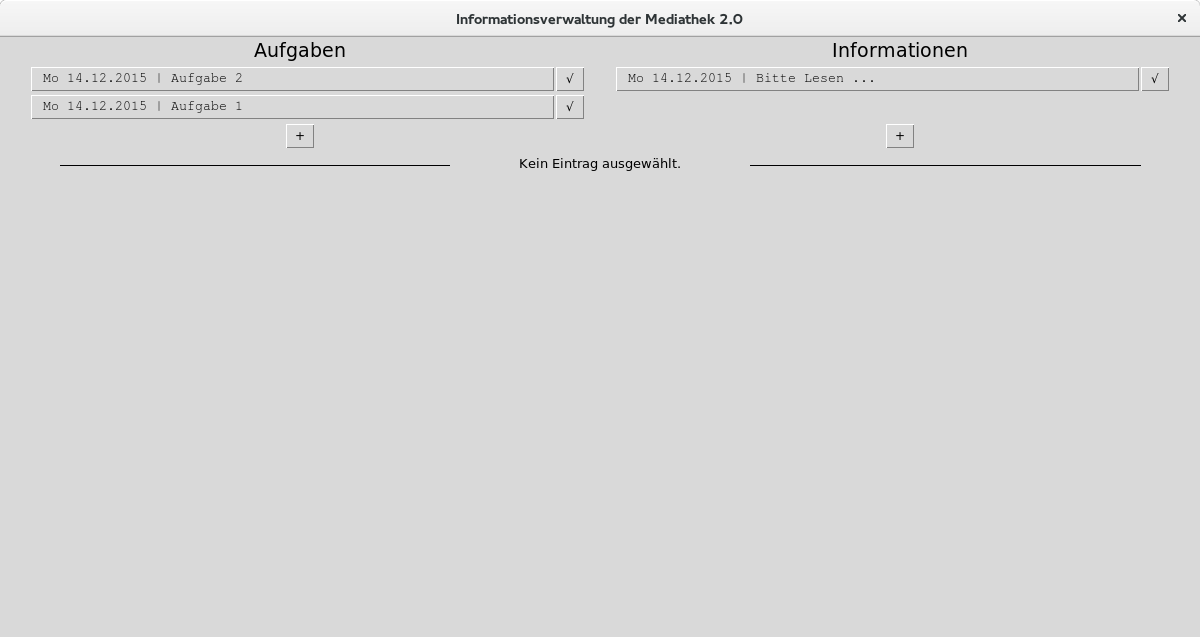 Informationsverwaltung der Mediathek 2.0
×
Aufgaben
Mo 14.12.2015 | Aufgabe 2 √
Mo 14.12.2015 | Aufgabe 1 √
+
Informationen
Mo 14.12.2015 | Bitte Lesen ... √
+
Kein Eintrag ausgewählt.